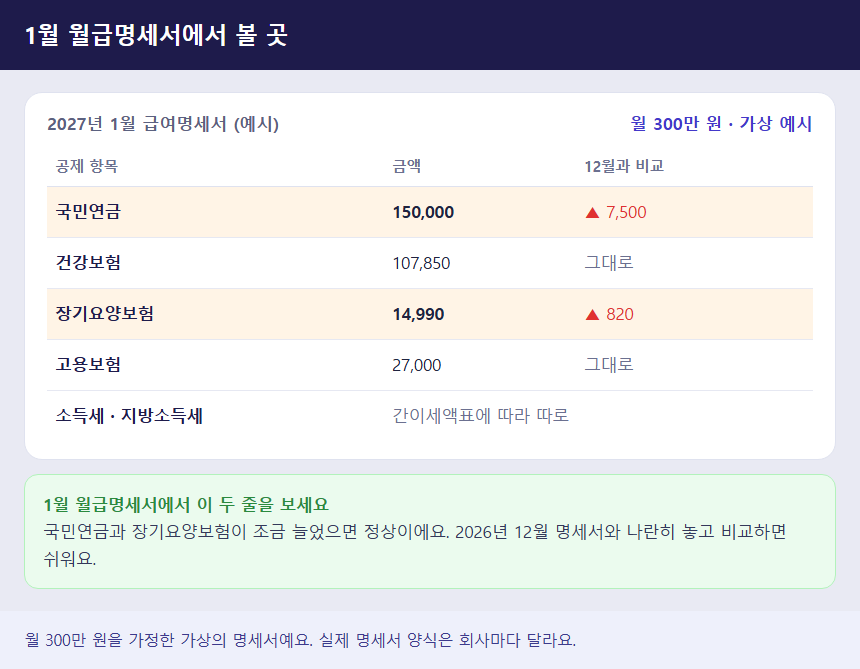 1월 월급명세서에서 볼 곳
2027년 1월 급여명세서 (예시) 월 300만 원 · 가상 예시
공제 항목 금액 12월과 비교
국민연금 150,000 ▲ 7,500
건강보험 107,850 그대로
장기요양보험 14,990 ▲ 820
고용보험 27,000 그대로
소득세 · 지방소득세 간이세액표에 따라 따로
1월 월급명세서에서 이 두 줄을 보세요
국민연금과 장기요양보험이 조금 늘었으면 정상이에요. 2026년 12월 명세서와 나란히 놓고 비교하면
쉬워요.
월 300만 원을 가정한 가상의 명세서예요. 실제 명세서 양식은 회사마다 달라요.